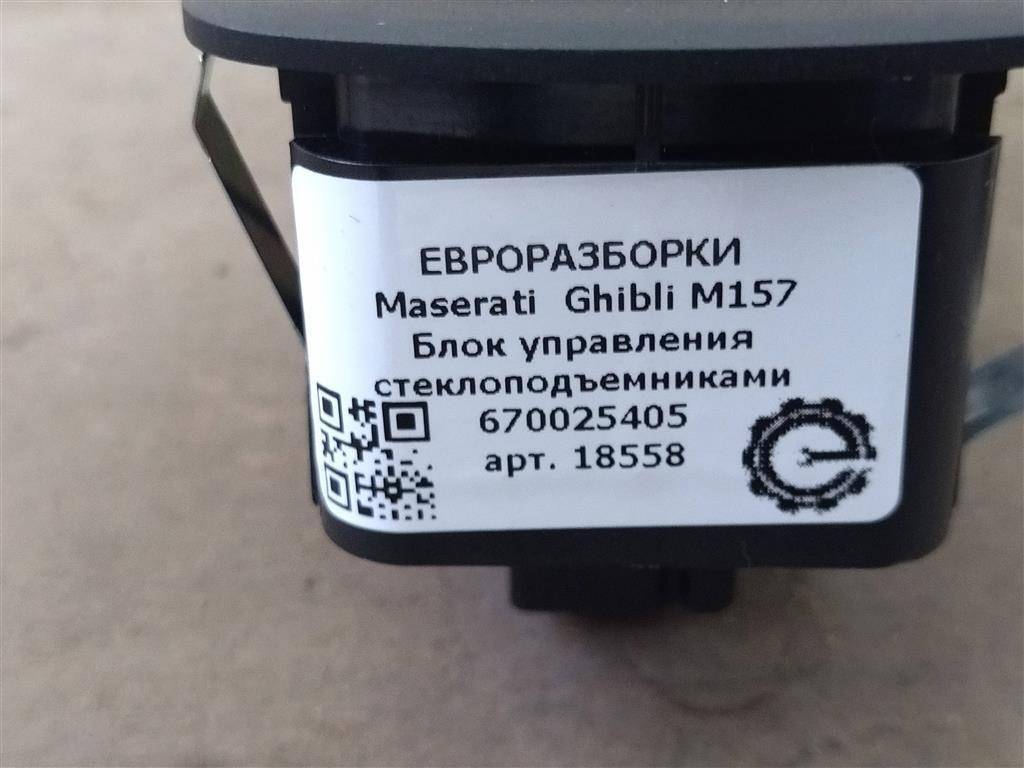 ЕВРОРАЗБОРКИ
Maserati Ghibli M157
Блок управления
стеклоподъемниками
670025405
арт. 18558